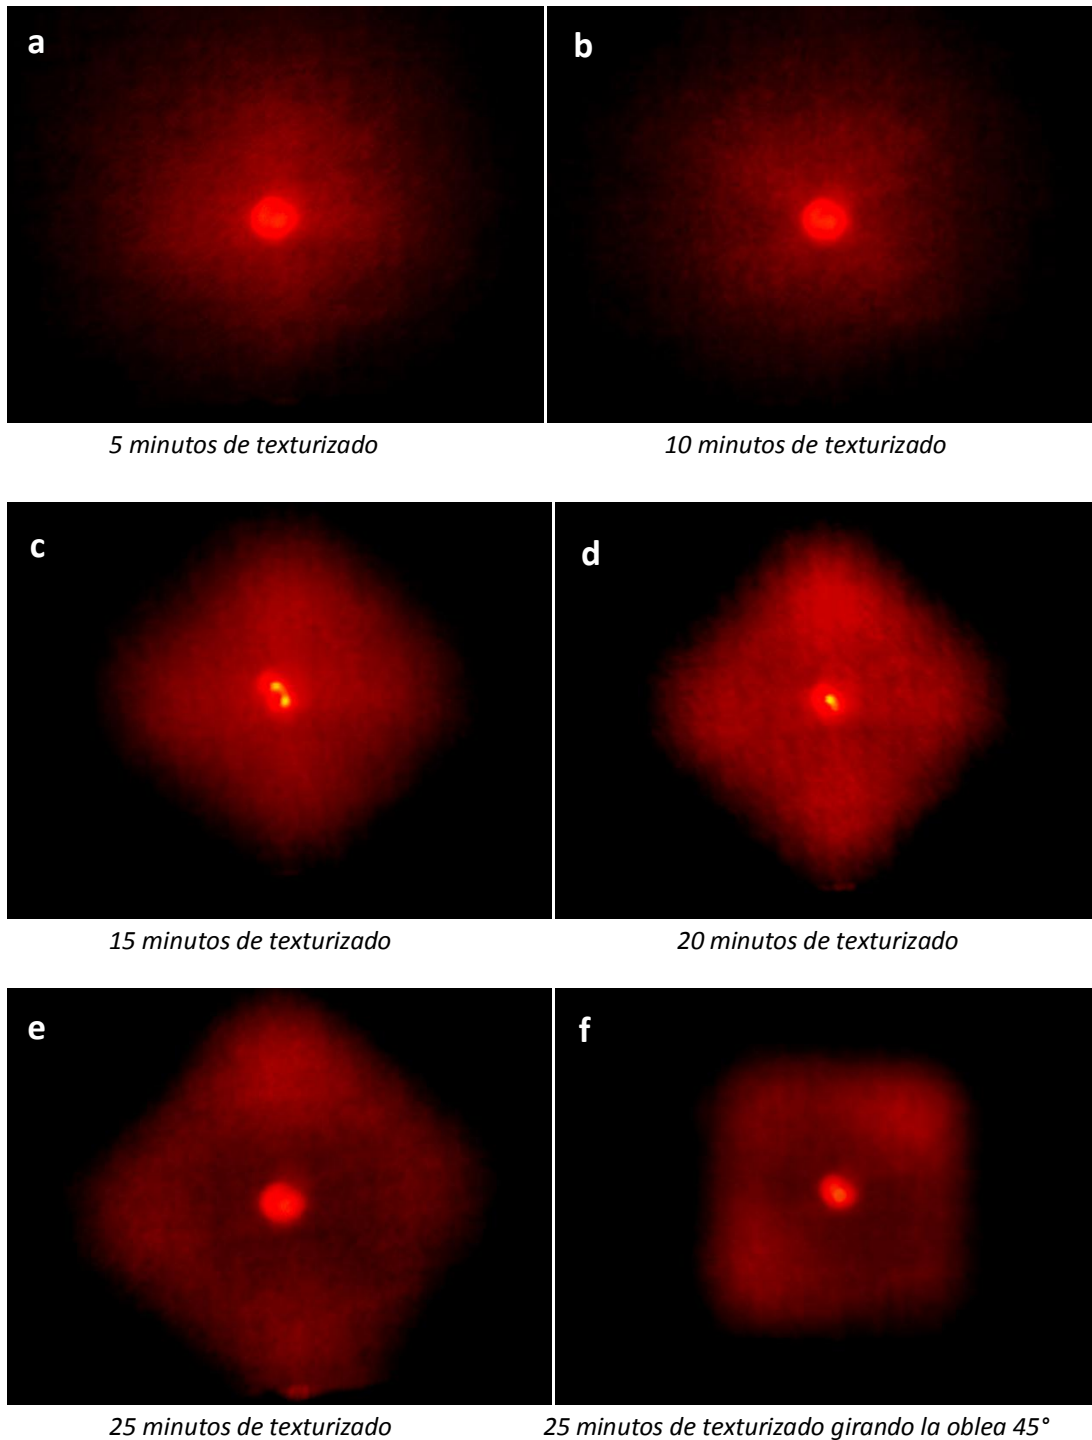 a
b
5 minutos de texturizado
10 minutos de texturizado
c
d
15 minutos de texturizado
20 minutos de texturizado
e
f
25 minutos de texturizado
25 minutos de texturizado girando la oblea 45°